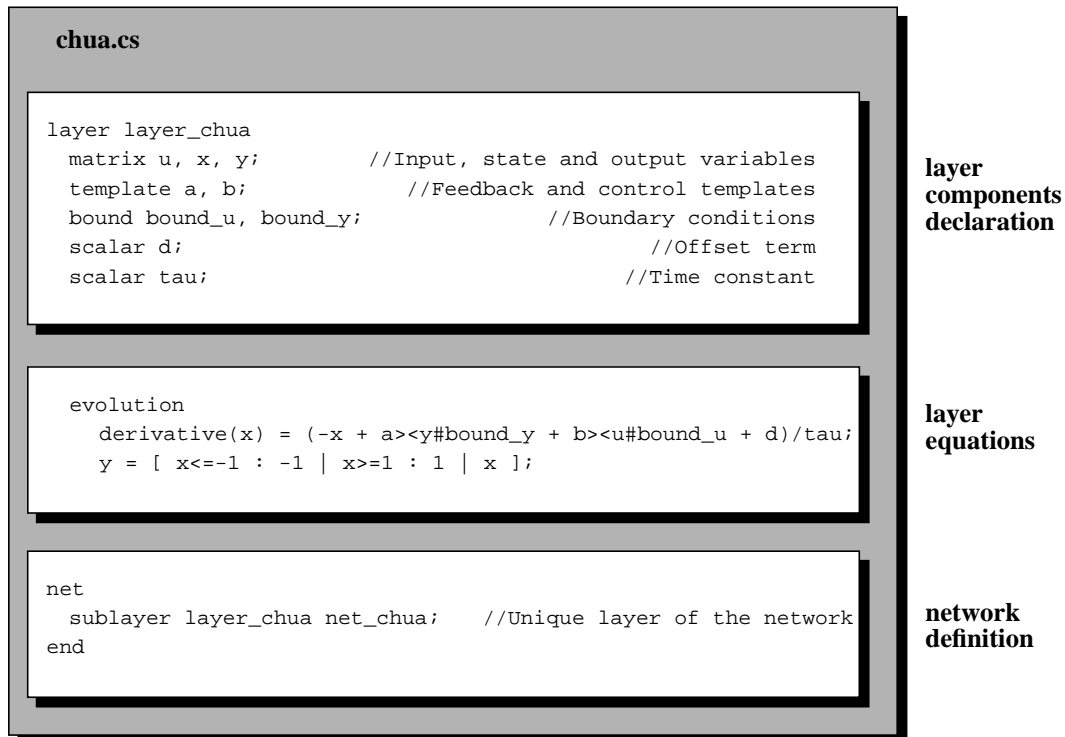 chua.cs
layer layer_chua
matrix u, x, y; //Input, state and output variables
template a, b; //Feedback and control templates
bound bound_u, bound_y; //Boundary conditions
scalar d; //Offset term
scalar tau; //Time constant
layer
components
declaration
evolution
derivative(x) = (-x + a><y#bound_y + b><u#bound_u + d)/tau;
y = [ x<=-1 : -1 | x>=1 : 1 | x ];
layer
equations
net
sublayer layer_chua net_chua; //Unique layer of the network
end
network
definition